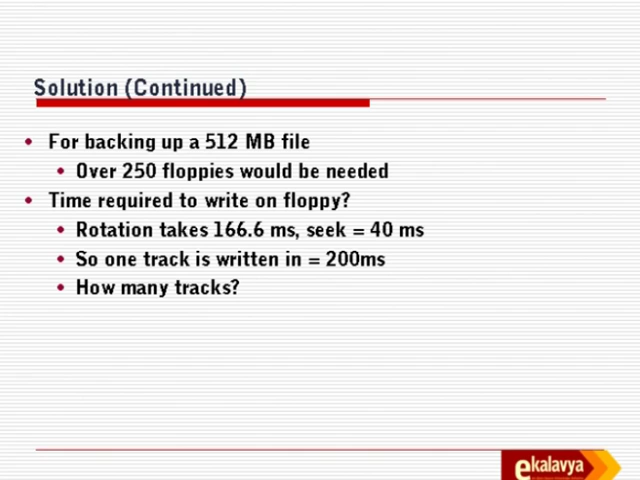 Solution (Continued)
• For backing up a 512 MB file
• Over 250 floppies would be needed
• Time required to write on floppy?
• Rotation takes 166.6 ms, seek = 40 ms
• So one track is written in = 200ms
• How many tracks?
ekalavya